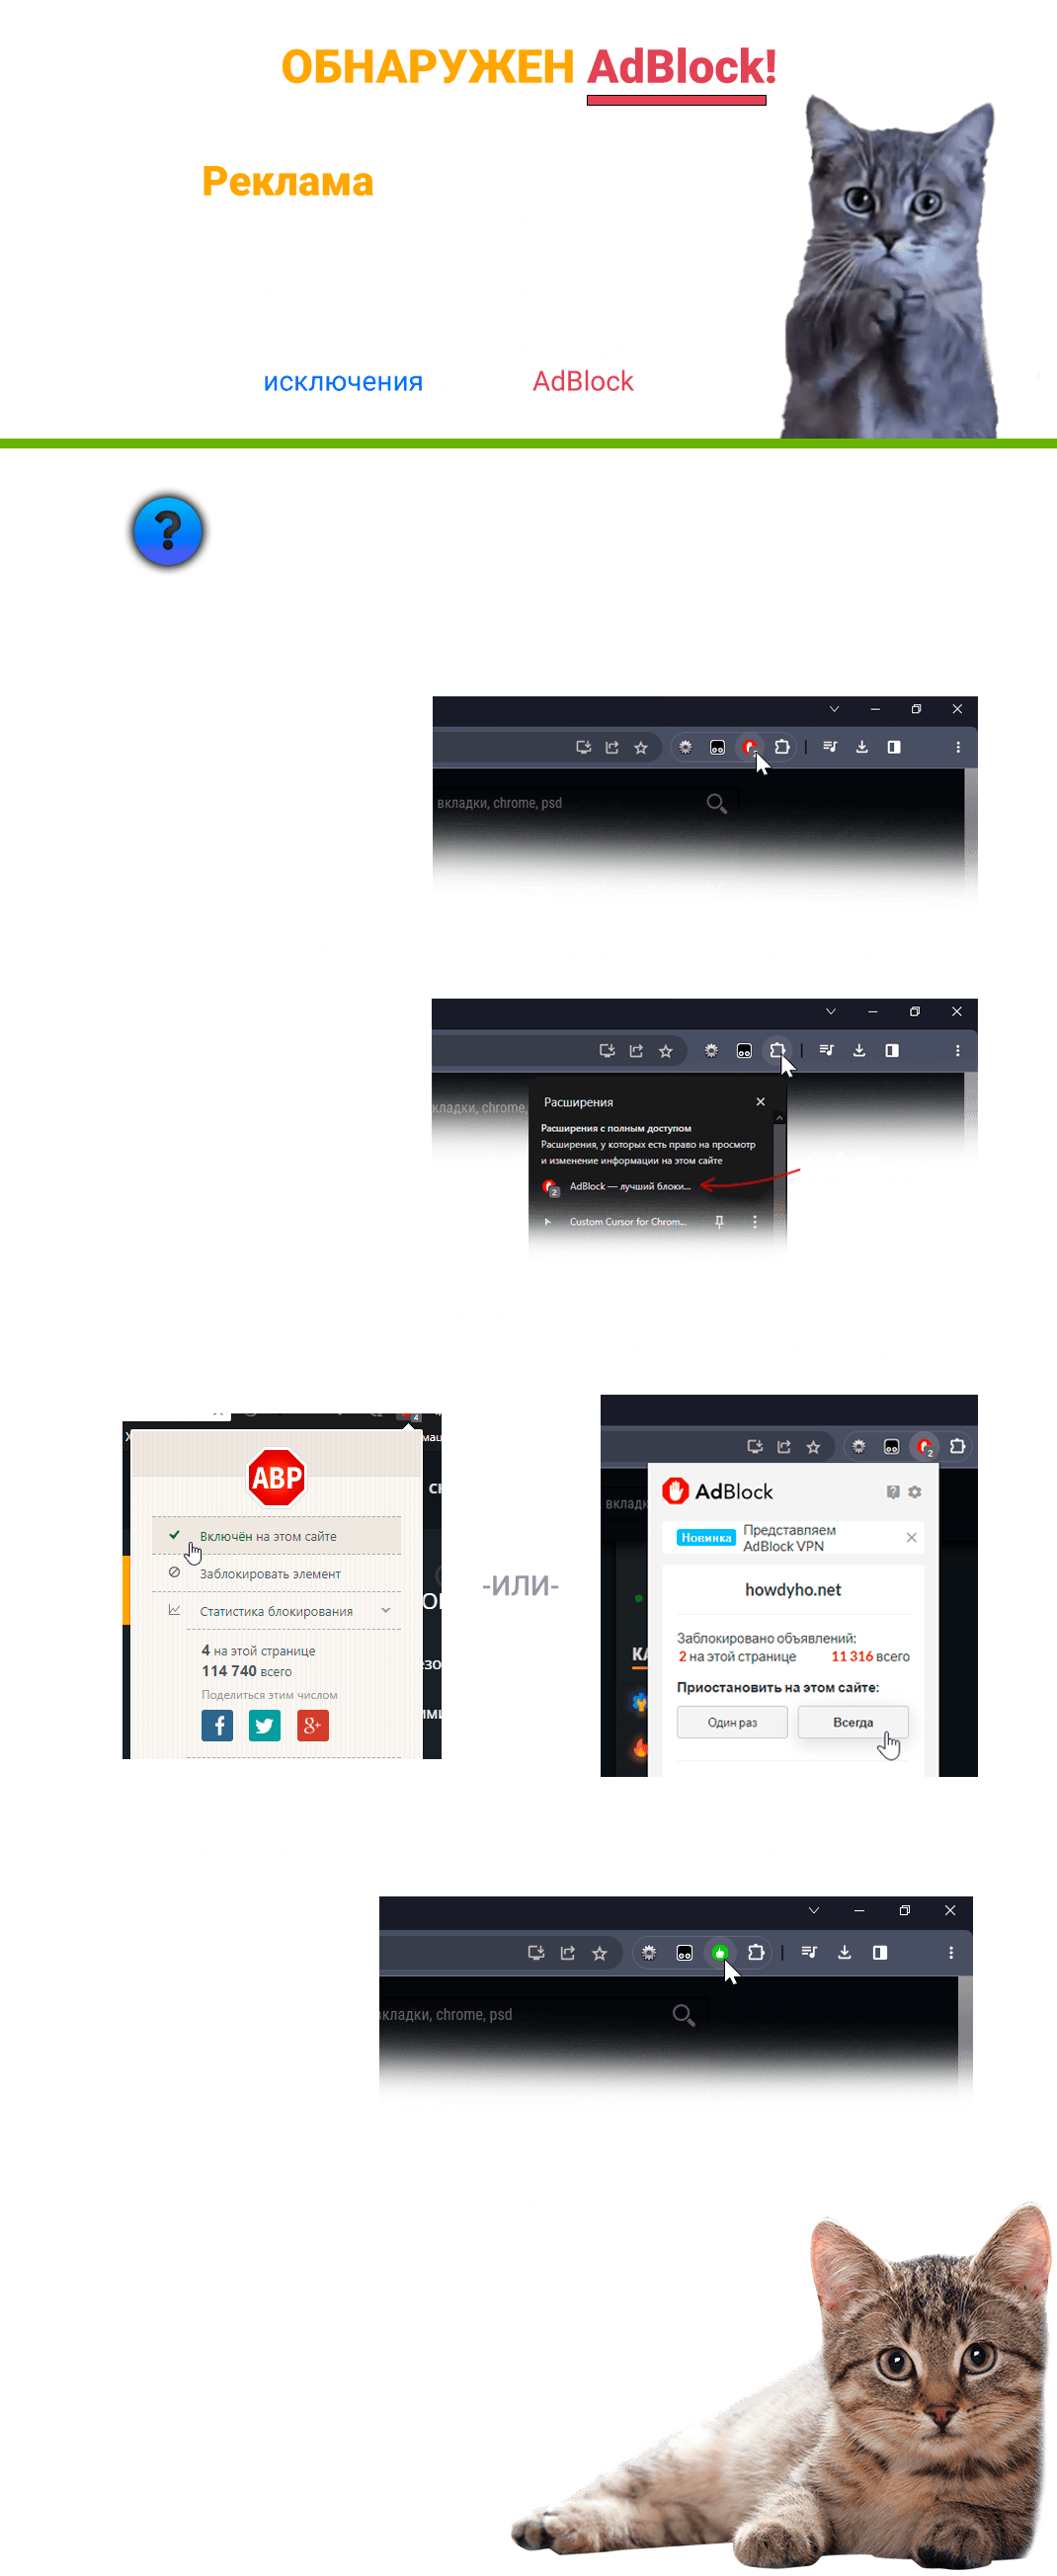 ОБНАРУЖЕН AdBlock!
Реклама
исключения AdBlock
?
вкладки, chrome, psd
кладки, chrome,
Расширения
Расширения с полным доступом
Расширения, у которых есть право на просмотр
и изменение информации на этом сайте
2
AdBlock — лучший блоки...
Custom Cursor for Chrom...
4
ABP
Включён на этом сайте
Заблокировать элемент
Статистика блокирования
4 на этой странице
114 740 всего
Поделиться этим числом
-ИЛИ-
2
AdBlock
вклад
Новинка
Представляем
AdBlock VPN
howdyho.net
Заблокировано объявлений:
2 на этой странице 11 316 всего
Приостановить на этом сайте:
Один раз Всегда
вкладки, chrome, psd